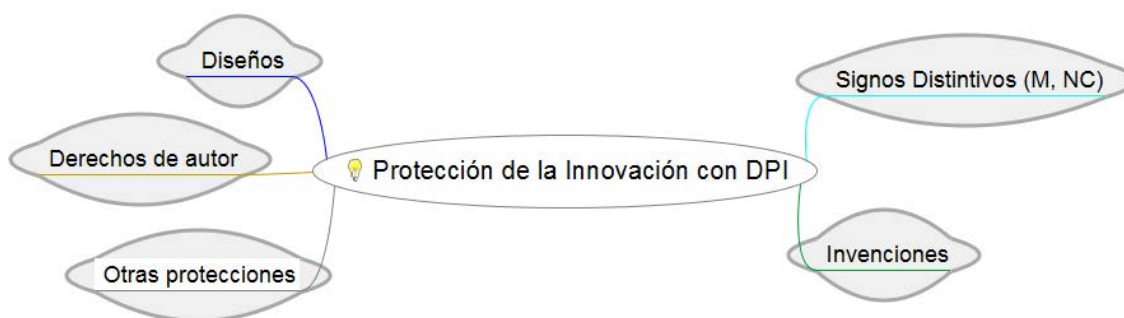 Diseños
Signos Distintivos (M, NC)
Derechos de autor
Protección de la Innovación con DPI
Otras protecciones
Invenciones